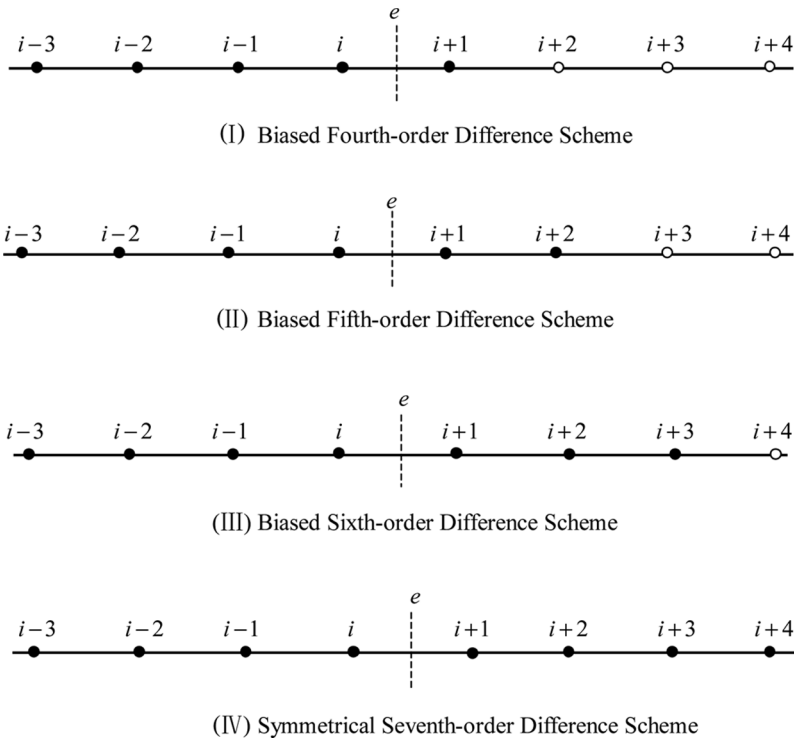 e
i−3 i−2 i−1 i i+1 i+2 i+3 i+4
(Ⅰ) Biased Fourth-order Difference Scheme
e
i−3 i−2 i−1 i i+1 i+2 i+3 i+4
(Ⅱ) Biased Fifth-order Difference Scheme
e
i−3 i−2 i−1 i i+1 i+2 i+3 i+4
(Ⅲ) Biased Sixth-order Difference Scheme
e
i−3 i−2 i−1 i i+1 i+2 i+3 i+4
(Ⅳ) Symmetrical Seventh-order Difference Scheme